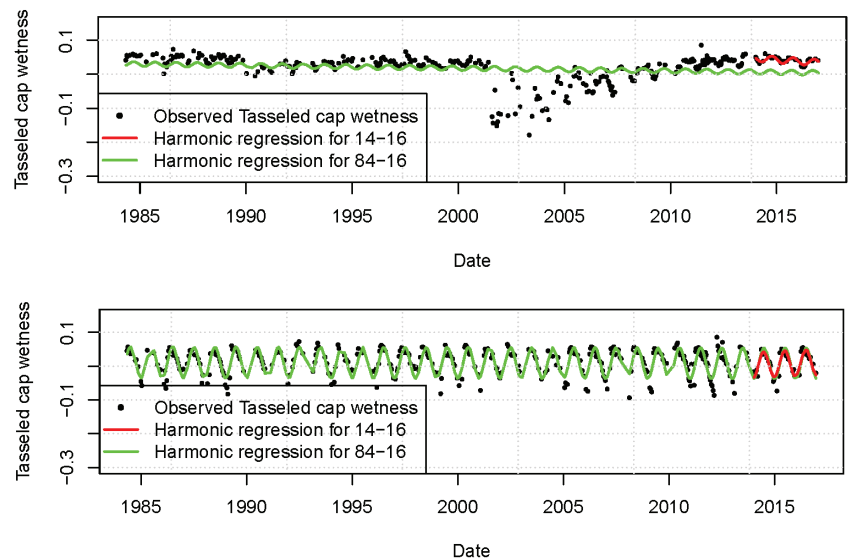 Tasseled cap wetness
0.1
−0.1
−0.3
Observed Tasseled cap wetness
Harmonic regression for 14−16
Harmonic regression for 84−16
1985 1990 1995 2000 2005 2010 2015
Date
Tasseled cap wetness
0.1
−0.1
−0.3
Observed Tasseled cap wetness
Harmonic regression for 14−16
Harmonic regression for 84−16
1985 1990 1995 2000 2005 2010 2015
Date